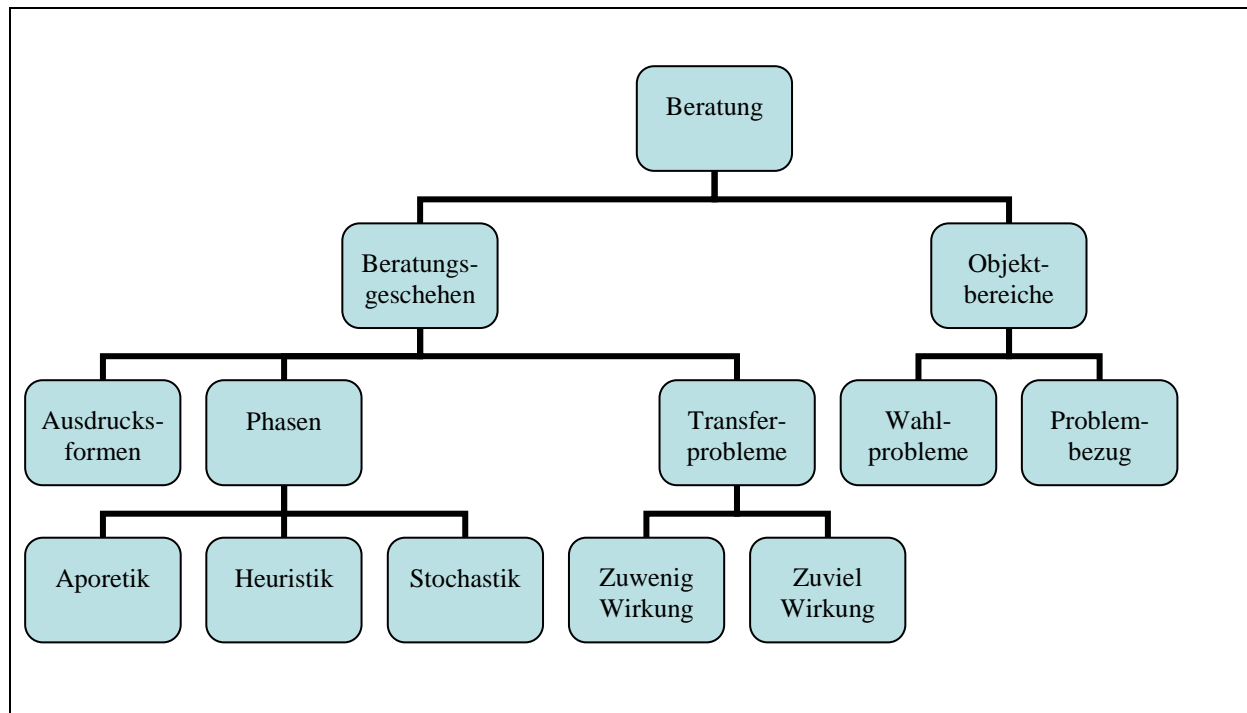 Beratung
Beratungs-
geschehen
Objekt-
bereiche
Ausdrucks-
formen
Phasen
Transfer-
probleme
Wahl-
probleme
Problem-
bezug
Aporetik
Heuristik
Stochastik
Zuwenig
Wirkung
Zuviel
Wirkung